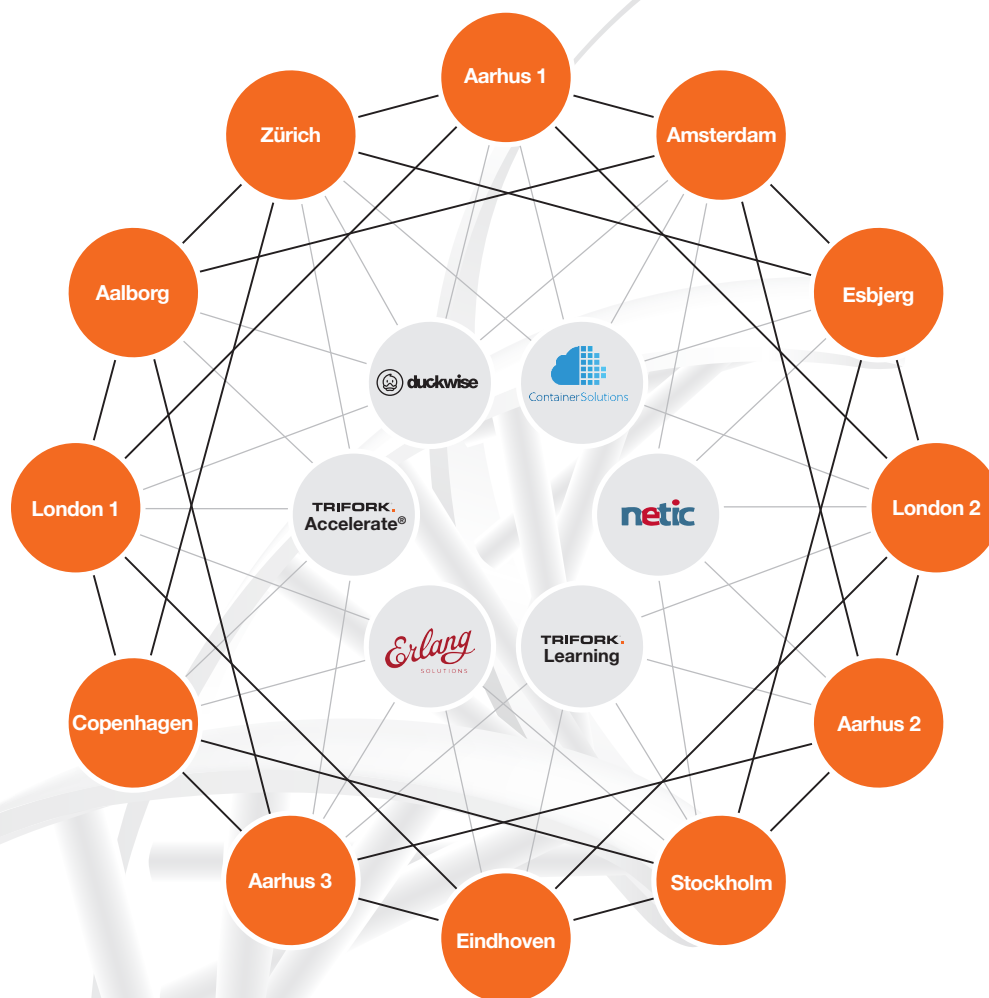 Aarhus 1
Zürich
Amsterdam
Aalborg
Esbjerg
duckwise
ContainerSolutions
London 1
TRIFORK.
Accelerate®
netic
London 2
Erlang
SOLUTIONS
TRIFORK.
Learning
Copenhagen
Aarhus 2
Aarhus 3
Stockholm
Eindhoven